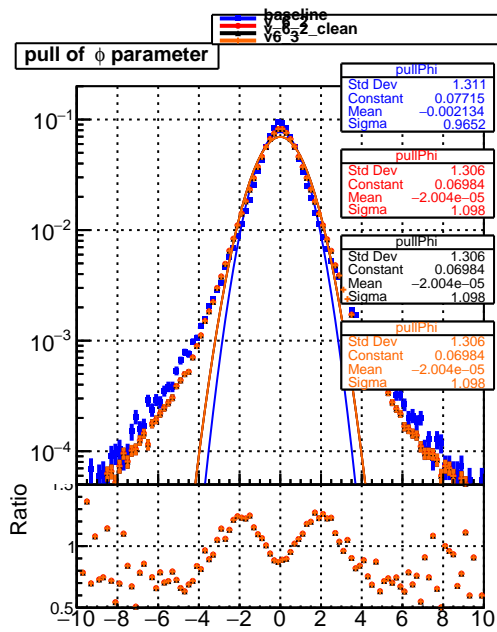 baseline
v_6_2
v_6_2_clean
v6_3
pull of ϕ parameter
pullPhi
Std Dev 1.311
Constant 0.07715
Mean −0.002134
Sigma 0.9652
pullPhi
Std Dev 1.306
Constant 0.06984
Mean −2.004e−05
Sigma 1.098
pullPhi
Std Dev 1.306
Constant 0.06984
Mean −2.004e−05
Sigma 1.098
pullPhi
Std Dev 1.306
Constant 0.06984
Mean −2.004e−05
Sigma 1.098
10−1
10−2
10−3
10−4
1.5
1
0.5
Ratio
−10 −8 −6 −4 −2 0 2 4 6 8 10